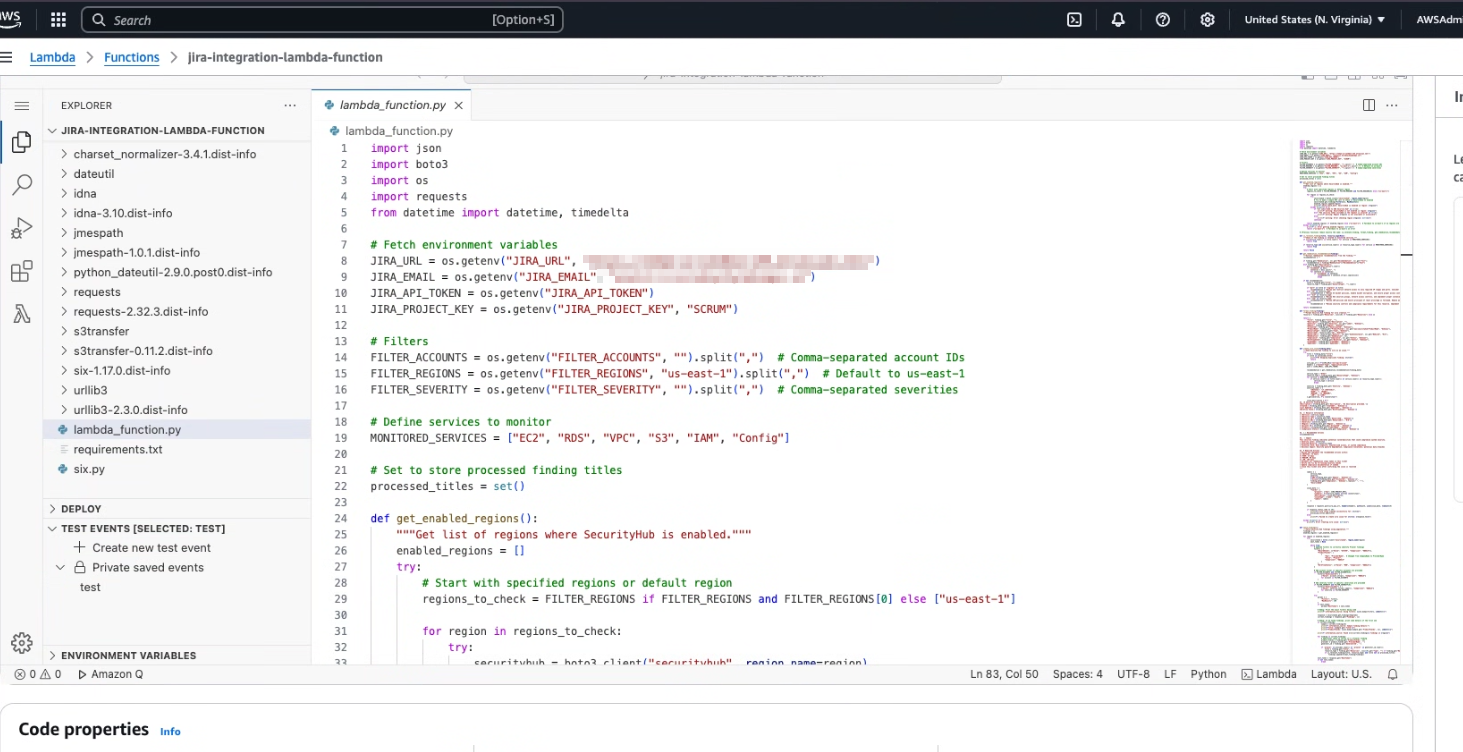 aws Search [Option+S] United States (N. Virginia) ▼ AWSAdmi
Lambda > Functions > jira-integration-lambda-function
EXPLORER
JIRA-INTEGRATION-LAMBDA-FUNCTION
charset_normalizer-3.4.1.dist-info
dateutil
idna
idna-3.10.dist-info
jmespath
jmespath-1.0.1.dist-info
python_dateutil-2.9.0.post0.dist-info
requests
requests-2.32.3.dist-info
s3transfer
s3transfer-0.11.2.dist-info
six-1.17.0.dist-info
urllib3
urllib3-2.3.0.dist-info
lambda_function.py
requirements.txt
six.py
DEPLOY
TEST EVENTS [SELECTED: TEST]
Create new test event
Private saved events
test
ENVIRONMENT VARIABLES
lambda_function.py
lambda_function.py
1 import json
2 import boto3
3 import os
4 import requests
5 from datetime import datetime, timedelta
6
7 # Fetch environment variables
8 JIRA_URL = os.getenv("JIRA_URL", )
9 JIRA_EMAIL = os.getenv("JIRA_EMAIL" )
10 JIRA_API_TOKEN = os.getenv("JIRA_API_TOKEN")
11 JIRA_PROJECT_KEY = os.getenv("JIRA_PROJECT_KEY", "SCRUM")
12
13 # Filters
14 FILTER_ACCOUNTS = os.getenv("FILTER_ACCOUNTS", "").split(",") # Comma-separated account IDs
15 FILTER_REGIONS = os.getenv("FILTER_REGIONS", "us-east-1").split(",") # Default to us-east-1
16 FILTER_SEVERITY = os.getenv("FILTER_SEVERITY", "").split(",") # Comma-separated severities
17
18 # Define services to monitor
19 MONITORED_SERVICES = ["EC2", "RDS", "VPC", "S3", "IAM", "Config"]
20
21 # Set to store processed finding titles
22 processed_titles = set()
23
24 def get_enabled_regions():
25 """Get list of regions where SecurityHub is enabled."""
26 enabled_regions = []
27 try:
28 # Start with specified regions or default region
29 regions_to_check = FILTER_REGIONS if FILTER_REGIONS and FILTER_REGIONS[0] else ["us-east-1"]
30
31 for region in regions_to_check:
32 try:
33 securityhub = boto3.client("securityhub", region_name=region)
0 0 Amazon Q Ln 83, Col 50 Spaces: 4 UTF-8 LF Python Lambda Layout: U.S.
Code properties Info